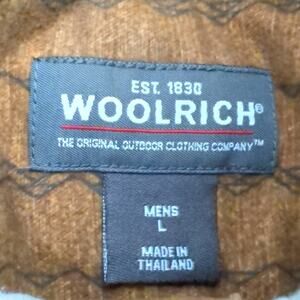 EST. 1830
WOOLRICH®
THE ORIGINAL OUTDOOR CLOTHING COMPANY™
MENS
L
MADE IN
THAILAND